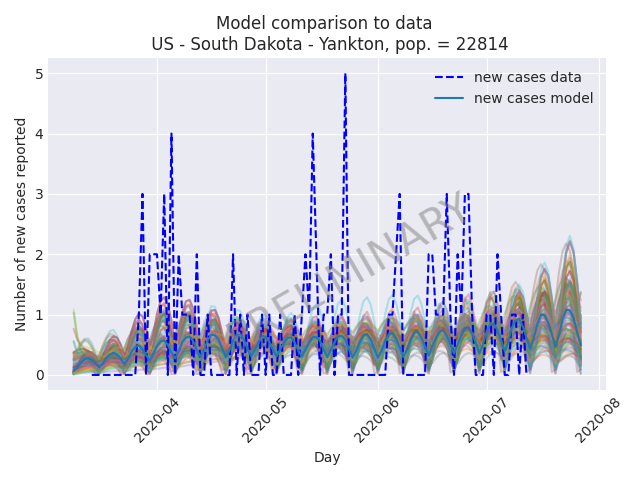 Model comparison to data
US - South Dakota - Yankton, pop. = 22814
new cases data
new cases model
PRELIMINARY
Number of new cases reported
5
4
3
2
1
0
2020-04
2020-05
2020-06
2020-07
2020-08
Day